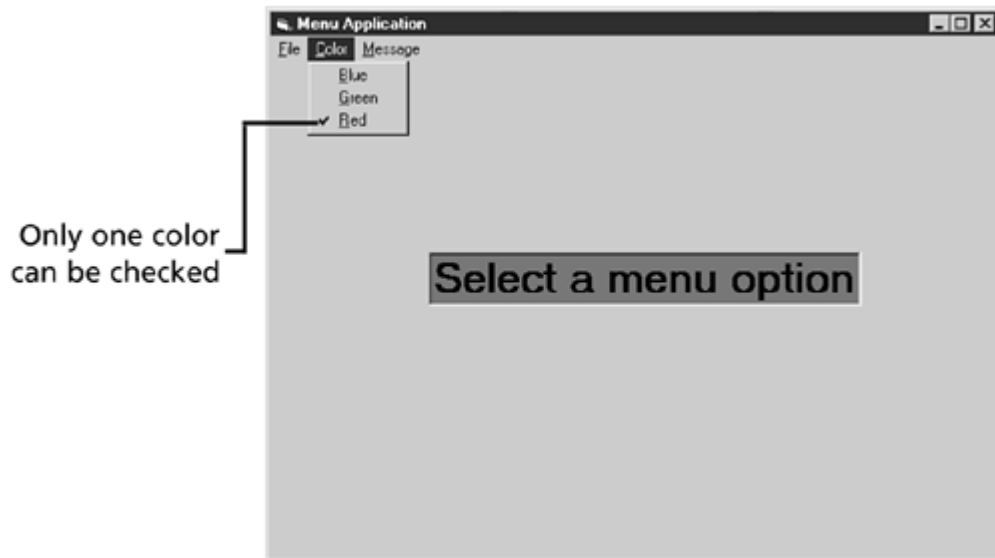 Menu Application
File Color Message
Blue
Green
Red
Only one color
can be checked
Select a menu option